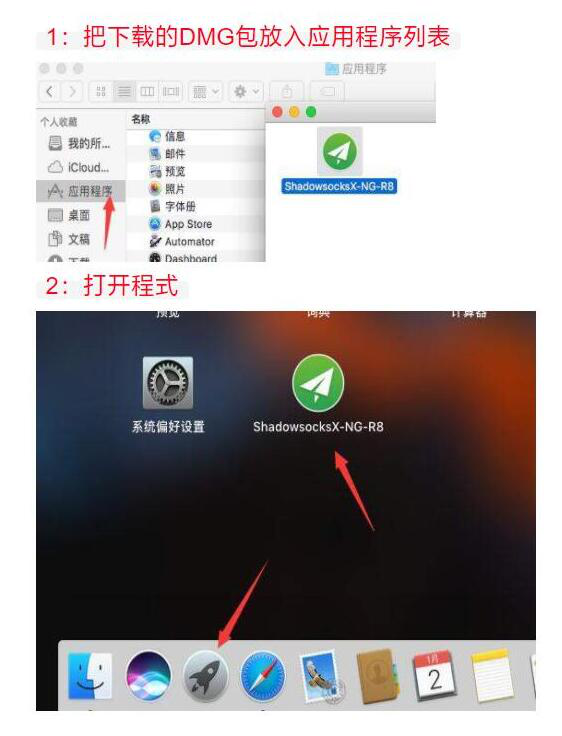 1：把下载的DMG包放入应用程序列表
应用程序
个人收藏
名称
我的所...
iCloud...
应用程序
桌面
文稿
信息
邮件
预览
照片
字体册
App Store
Automator
Dashboard
ShadowsocksX-NG-R8
2：打开程式
预览
词典
计算器
系统偏好设置
ShadowsocksX-NG-R8
1月
2